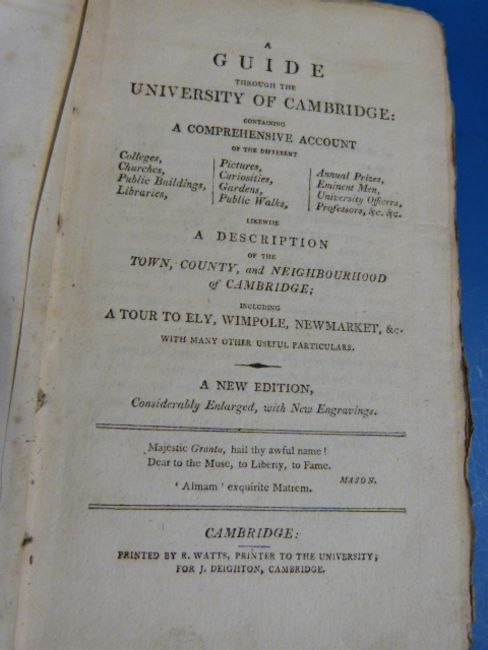 A
GUIDE
THROUGH THE
UNIVERSITY OF CAMBRIDGE:
CONTAINING
A COMPREHENSIVE ACCOUNT
OF THE DIFFERENT
Colleges,
Churches,
Public Buildings,
Libraries,
Pictures,
Curiosities,
Gardens,
Public Walks,
Annual Prizes,
Eminent Men,
University Officers,
Professors, &c. &c.
LIKEWISE
A DESCRIPTION
OF THE
TOWN, COUNTY, and NEIGHBOURHOOD
of CAMBRIDGE;
INCLUDING
A TOUR TO ELY, WIMPOLE, NEWMARKET, &c.
WITH MANY OTHER USEFUL PARTICULARS.
A NEW EDITION,
Considerably Enlarged, with New Engravings.
Majestic Granta, hail thy awful name!
Dear to the Muse, to Liberty, to Fame.
MASON.
‘ Almam ’ exquirite Matrem.
CAMBRIDGE:
PRINTED BY R. WATTS, PRINTER TO THE UNIVERSITY;
FOR J. DEIGHTON, CAMBRIDGE.